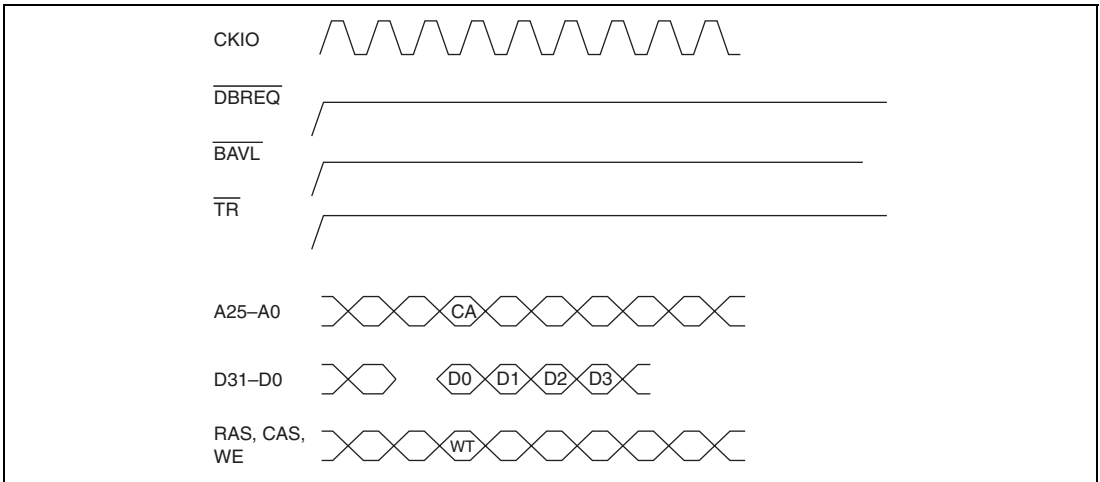 CKIO
DBREQ
BAVL
TR
A25–A0
CA
D31–D0
D0 D1 D2 D3
RAS, CAS,
WE
WT